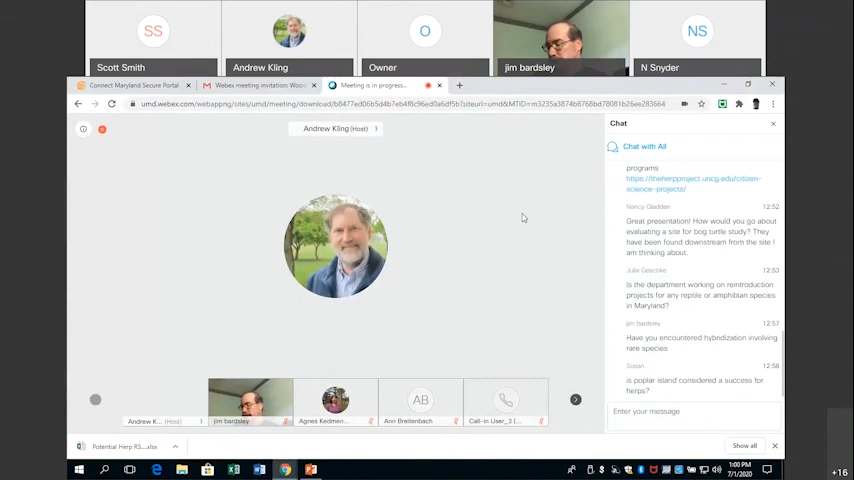 SS
O
NS
Scott Smith
Andrew Kling
Owner
jim bardsley
N Snyder
Connect Maryland Secure Portal
Webex meeting invitation: Wood
Meeting is in progress...
umd.webex.com/webappng/sites/umd/meeting/download/b8477ed06b5d4b7eb4f8c96ed0a6df5b?siteurl=umd&MTID=m3235a3874b8768bd78081b26ee283664
Andrew Kling (Host)
Chat
Chat with All
programs
https://theherpproject.uncg.edu/citizen-
science-projects/
Nancy Gladden 12:52
Great presentation! How would you go about
evaluating a site for bog turtle study? They
have been found downstream from the site I
am thinking about.
12:53
Is the department working on reintroduction
projects for any reptile or amphibian species
in Maryland?
jim bardsley 12:57
Have you encountered hybridization involving
rare species
Susan 12:58
is poplar island considered a success for
herps?
Enter your message
AB
Andrew K... (Host)
jim bardsley
Agnes Kedmen...
Ann Breitenbach
Call-in User_3 (...
Potential Herp RS....xlsx
Show all
1:00 PM
7/1/2020
+16